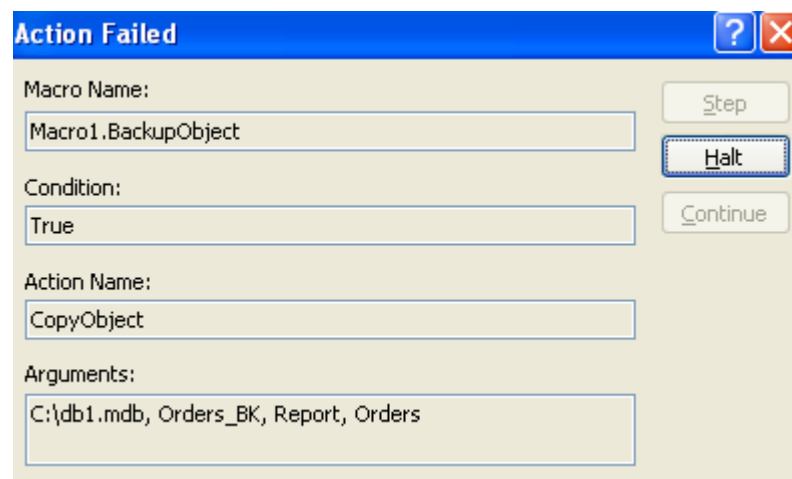 Action Failed
Macro Name:
Step
Macro1.BackupObject
Halt
Condition:
True
Continue
Action Name:
CopyObject
Arguments:
C:\db1.mdb, Orders_BK, Report, Orders